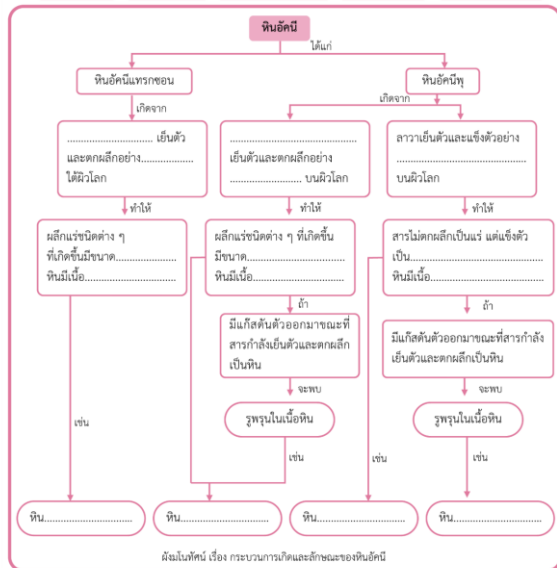 หินอัคนี
ได้แก่
หินอัคนีแทรกซอน
หินอัคนีพุ
เกิดจาก
เกิดจาก
............................ เย็นตัว
และตกผลึกอย่าง.................
ใต้ผิวโลก
.........................................
เย็นตัวและตกผลึกอย่าง
........................ บนผิวโลก
ลาวาเย็นตัวและแข็งตัวอย่าง
.........................................
บนผิวโลก
ทำให้
ทำให้
ทำให้
ผลึกแร่ชนิดต่าง ๆ
ที่เกิดขึ้นมีขนาด....................
หินมีเนื้อ..............................
ผลึกแร่ชนิดต่าง ๆ ที่เกิดขึ้น
มีขนาด................................
หินมีเนื้อ..............................
สารไม่ตกผลึกเป็นแร่ แต่แข็งตัว
เป็น............................................
หินมีเนื้อ..............................
ถ้า
ถ้า
มีแก๊สดันตัวออกมาขณะที่
สารกำลังเย็นตัวและตกผลึก
เป็นหิน
มีแก๊สดันตัวออกมาขณะที่สารกำลัง
เย็นตัวและตกผลึกเป็นหิน
จะพบ
จะพบ
รูพรุนในเนื้อหิน
รูพรุนในเนื้อหิน
เช่น
เช่น
เช่น
เช่น
หิน.............................
หิน.............................
หิน.............................
หิน.............................
ผังมโนทัศน์ เรื่อง กระบวนการเกิดและลักษณะของหินอัคนี